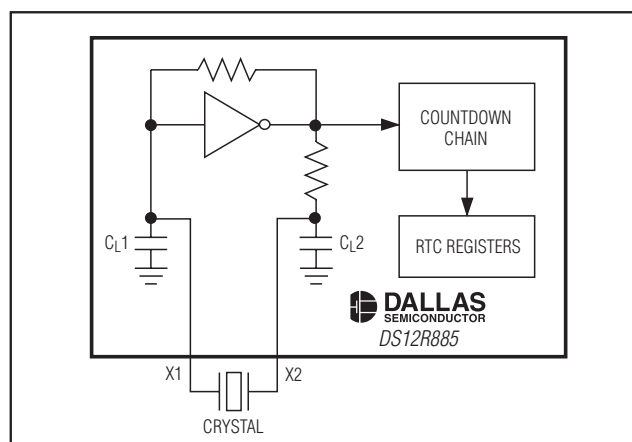 COUNTDOWN
CHAIN
RTC REGISTERS
CL1
CL2
DALLAS
SEMICONDUCTOR
DS12R885
X1
X2
CRYSTAL